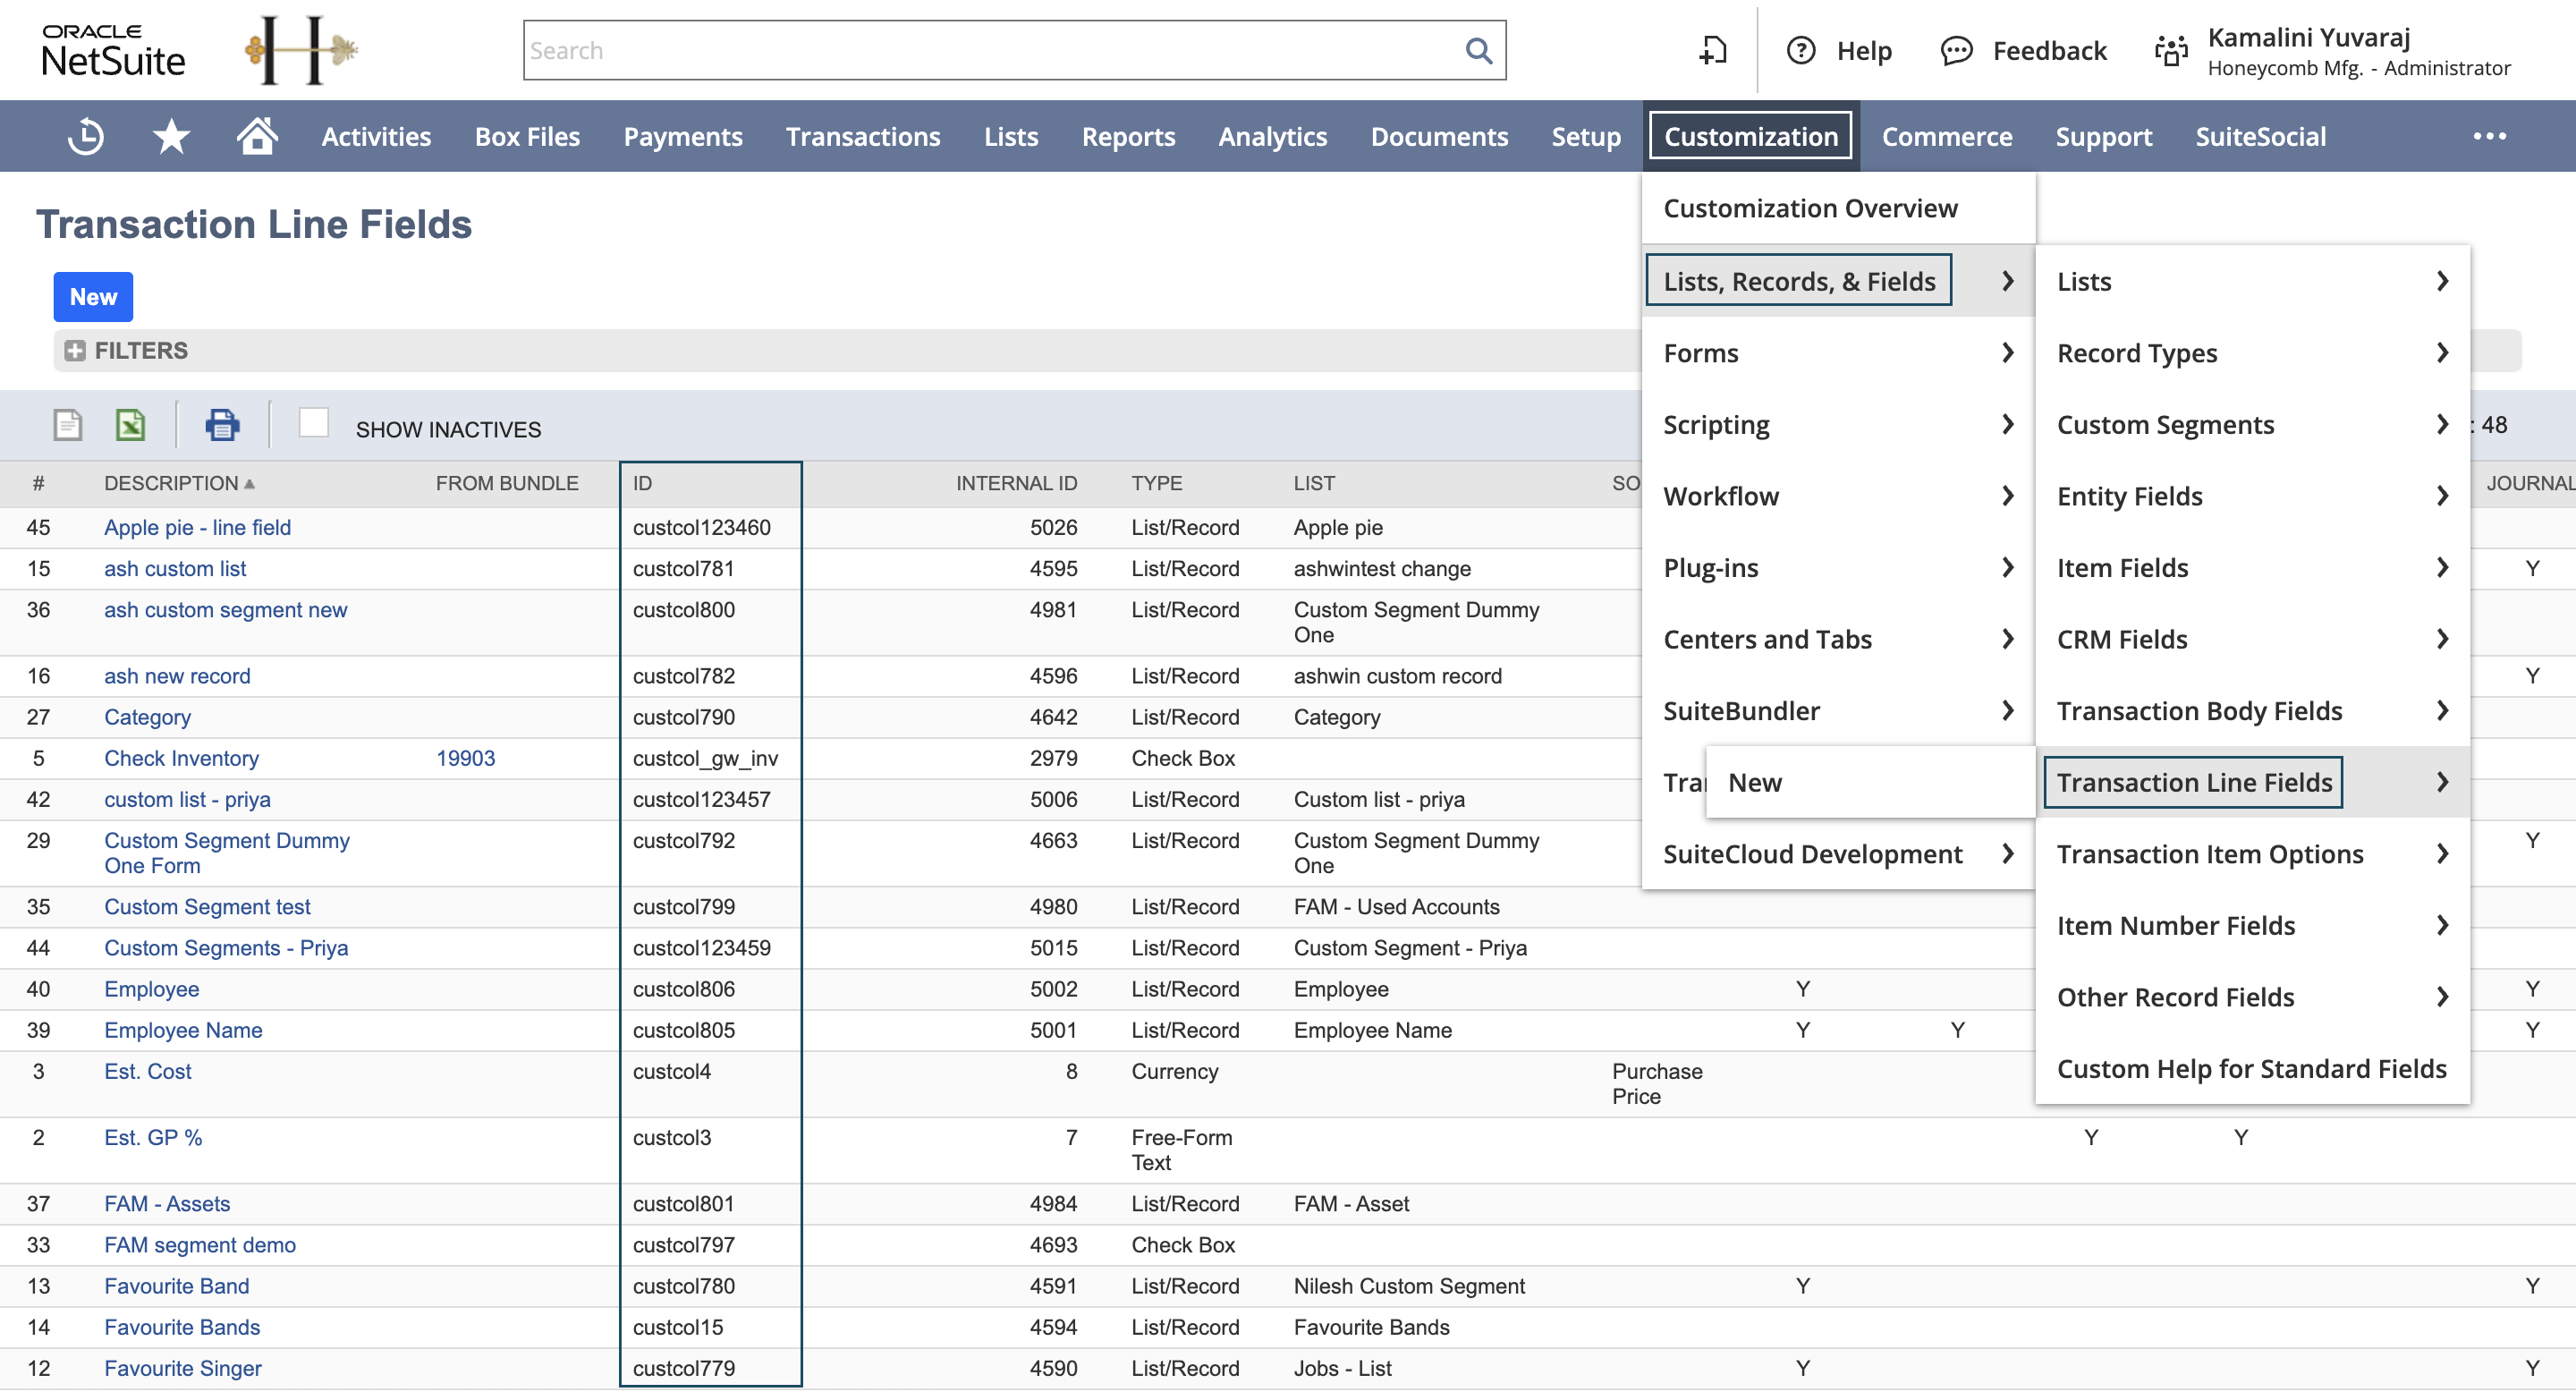 ORACLE
NetSuite
H
Search
Help
Feedback
Kamalini Yuvaraj
Honeycomb Mfg. - Administrator
Activities Box Files Payments Transactions Lists Reports Analytics Documents Setup Customization Commerce Support SuiteSocial
Transaction Line Fields
New
FILTERS
SHOW INACTIVES
: 48
# DESCRIPTION FROM BUNDLE ID INTERNAL ID TYPE LIST SO JOURNAL
45 Apple pie - line field custcol123460 5026 List/Record Apple pie
15 ash custom list custcol781 4595 List/Record ashwintest change Y
36 ash custom segment new custcol800 4981 List/Record Custom Segment Dummy
One
16 ash new record custcol782 4596 List/Record ashwin custom record Y
27 Category custcol790 4642 List/Record Category
5 Check Inventory 19903 custcol_gw_inv 2979 Check Box
42 custom list - priya custcol123457 5006 List/Record Custom list - priya
29 Custom Segment Dummy custcol792 4663 List/Record Custom Segment Dummy Y
One Form One
35 Custom Segment test custcol799 4980 List/Record FAM - Used Accounts
44 Custom Segments - Priya custcol123459 5015 List/Record Custom Segment - Priya
40 Employee custcol806 5002 List/Record Employee Y Y
39 Employee Name custcol805 5001 List/Record Employee Name Y Y Y
3 Est. Cost custcol4 8 Currency Purchase
Price
2 Est. GP % custcol3 7 Free-Form Y Y
Text
37 FAM - Assets custcol801 4984 List/Record FAM - Asset
33 FAM segment demo custcol797 4693 Check Box
13 Favourite Band custcol780 4591 List/Record Nilesh Custom Segment Y Y
14 Favourite Bands custcol15 4594 List/Record Favourite Bands
12 Favourite Singer custcol779 4590 List/Record Jobs - List Y Y
Customization Overview
Lists, Records, & Fields
Forms
Scripting
Workflow
Plug-ins
Centers and Tabs
SuiteBundler
Tra
New
SuiteCloud Development
Lists
Record Types
Custom Segments
Entity Fields
Item Fields
CRM Fields
Transaction Body Fields
Transaction Line Fields
Transaction Item Options
Item Number Fields
Other Record Fields
Custom Help for Standard Fields